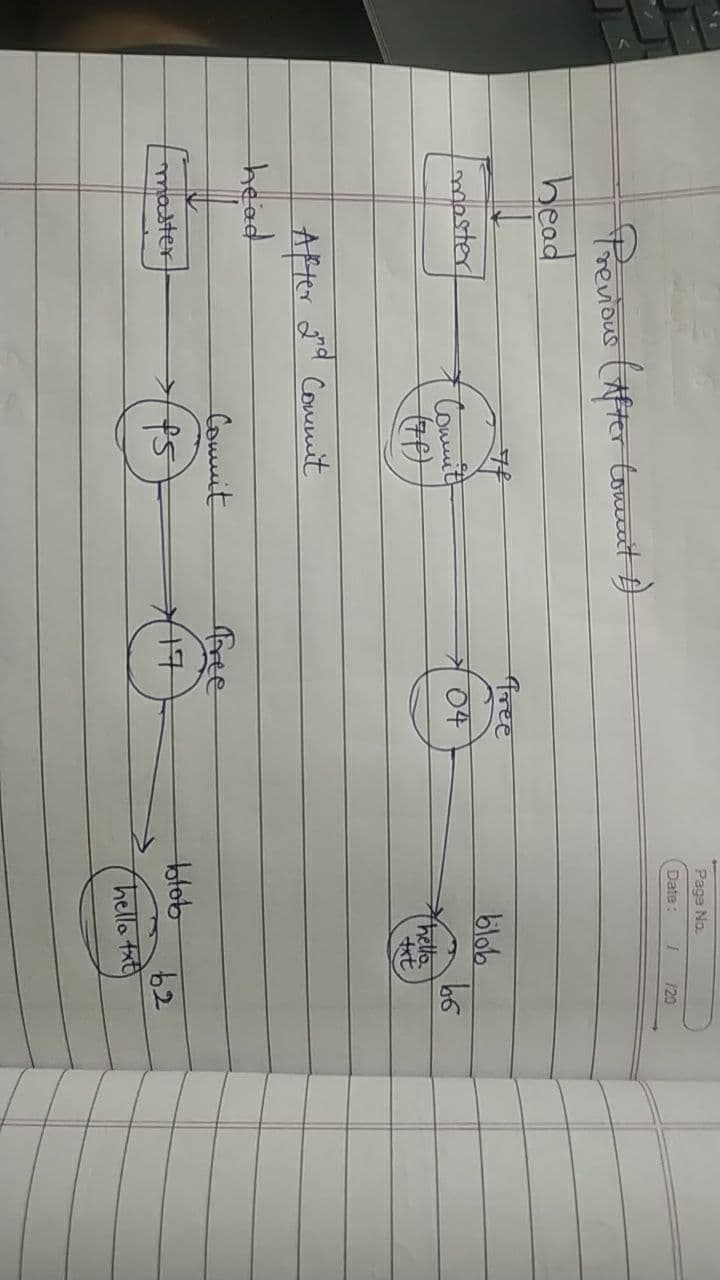 Page No.
Date: / /20
Previous (After Commit 1)
head
master
7f
Commit
(7f)
Tree
04
blob
hello.
txt
b6
After 2nd Commit
head
master
Commit
f5
Tree
17
blob
hello.txt
b2